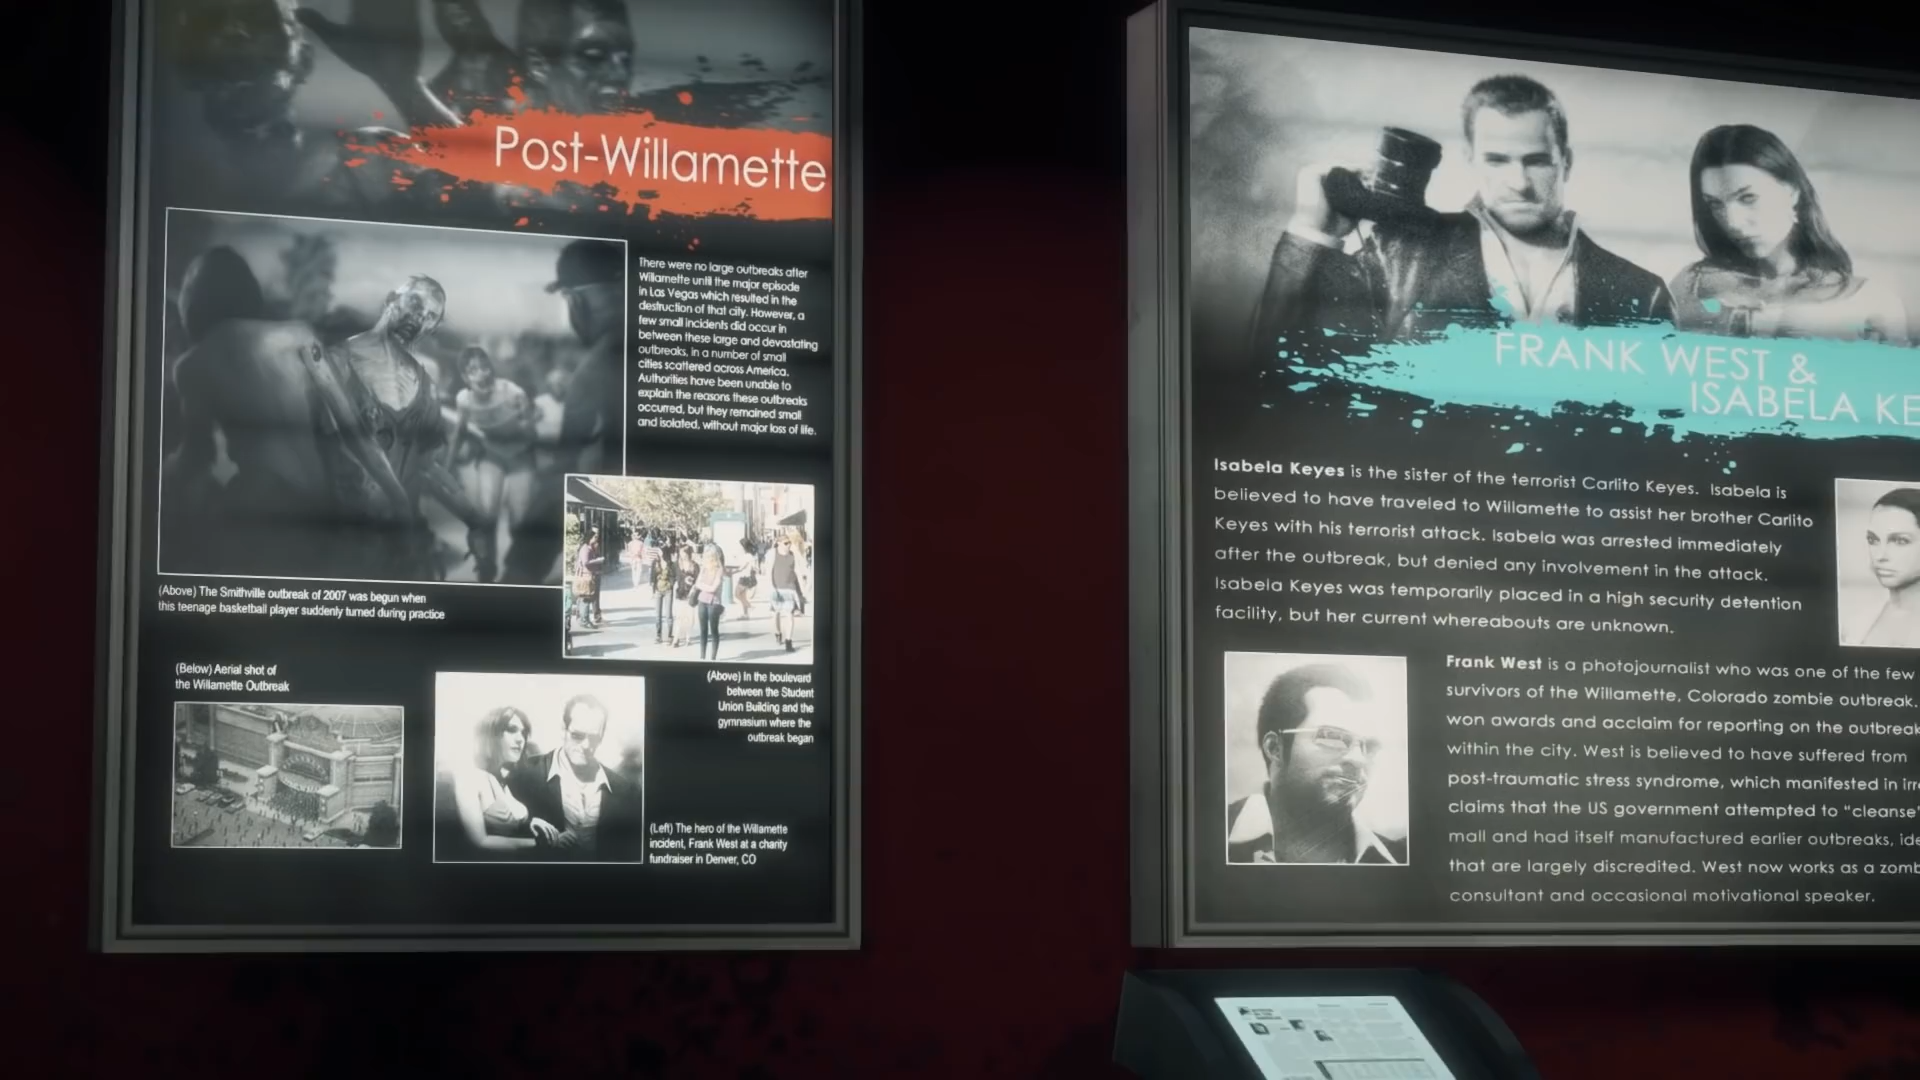 Post-Willamette
There were no large outbreaks after
Willamette until the major episode
in Las Vegas which resulted in the
destruction of that city. However, a
few small incidents did occur in
between these large and devastating
outbreaks, in a number of small
cities scattered across America.
Authorities have been unable to
explain the reasons these outbreaks
occurred, but they remained small
and isolated, without major loss of life.
(Above) The Smithville outbreak of 2007 was begun when
this teenage basketball player suddenly turned during practice
(Below) Aerial shot of
the Willamette Outbreak
(Above) In the boulevard
between the Student
Union Building and the
gymnasium where the
outbreak began
(Left) The hero of the Willamette
incident, Frank West at a charity
fundraiser in Denver, CO
FRANK WEST &
ISABELA KE
Isabela Keyes is the sister of the terrorist Carlito Keyes. Isabela is
believed to have traveled to Willamette to assist her brother Carlito
Keyes with his terrorist attack. Isabela was arrested immediately
after the outbreak, but denied any involvement in the attack.
Isabela Keyes was temporarily placed in a high security detention
facility, but her current whereabouts are unknown.
Frank West is a photojournalist who was one of the few
survivors of the Willamette, Colorado zombie outbreak.
won awards and acclaim for reporting on the outbreak
within the city. West is believed to have suffered from
post-traumatic stress syndrome, which manifested in irr
claims that the US government attempted to "cleanse"
mall and had itself manufactured earlier outbreaks, ide
that are largely discredited. West now works as a zomb
consultant and occasional motivational speaker.